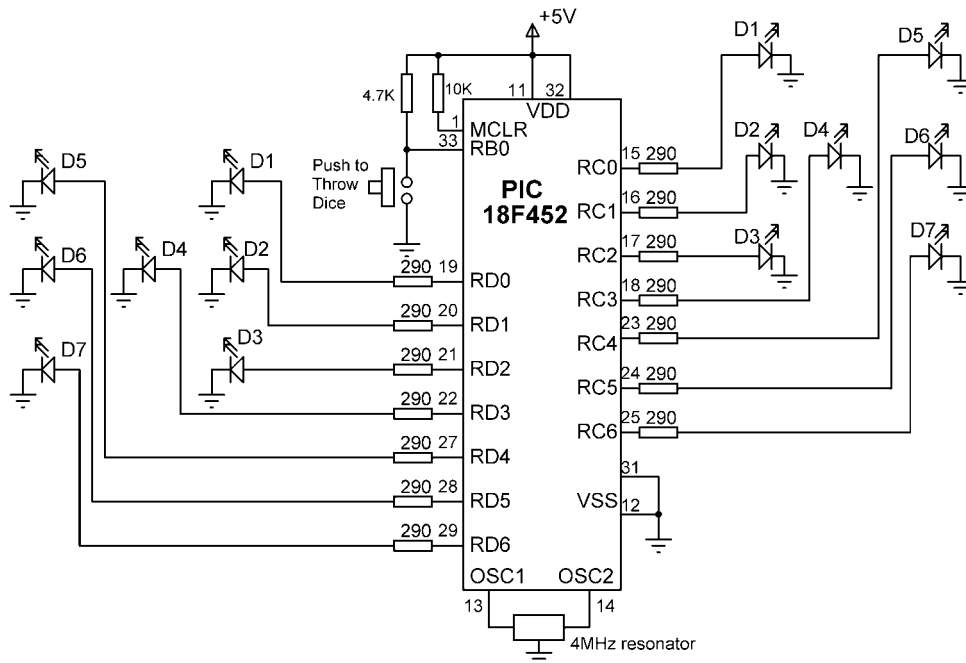 +5V
D1
D5
4.7K
10K
11
32
VDD
1
MCLR
33
RB0
D2
D4
D6
D5
D1
Push to
Throw
Dice
PIC
18F452
15
290
RC0
16
290
RC1
D6
D4
D2
17
290
RC2
D3
D7
290
19
RD0
18
290
RC3
290
20
RD1
23
290
RC4
D7
D3
290
21
RD2
24
290
RC5
290
22
RD3
25
290
RC6
290
27
RD4
31
290
28
RD5
VSS
12
290
29
RD6
OSC1
OSC2
13
14
4MHz resonator